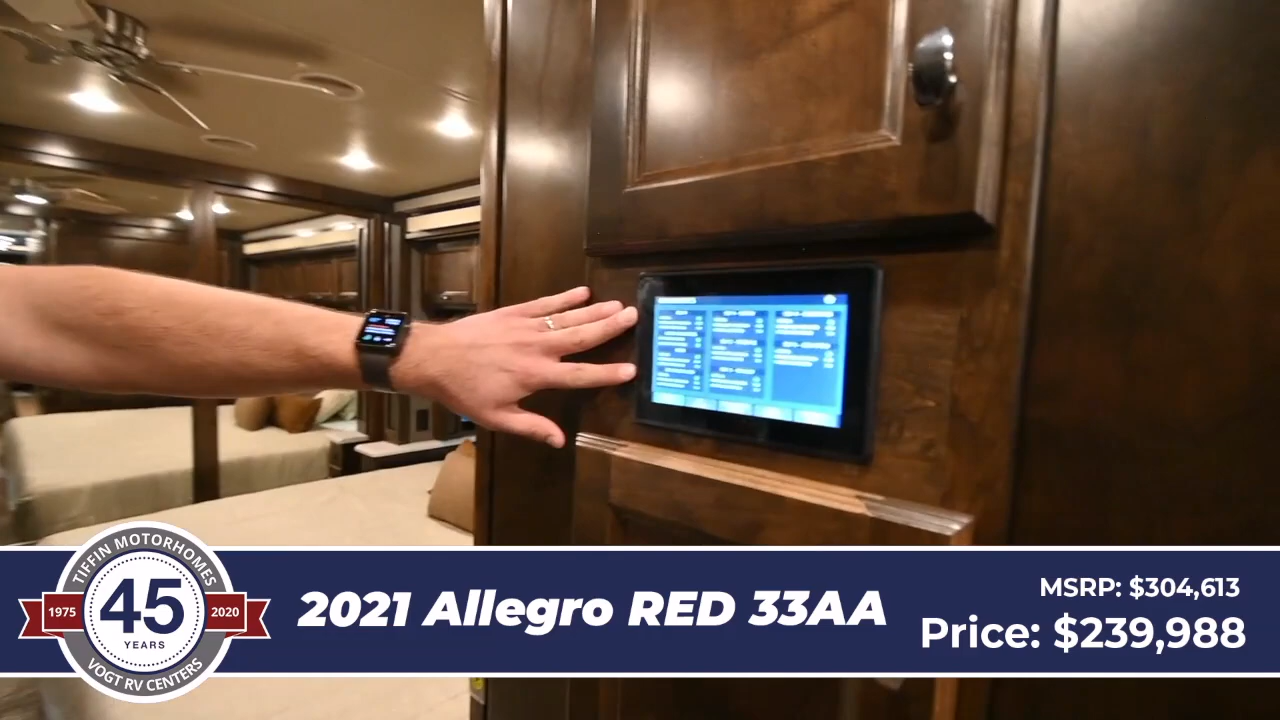 TIFFIN MOTORHOMES
1975
45
2020
YEARS
VOGT RV CENTERS
2021 Allegro RED 33AA
MSRP: $304,613
Price: $239,988